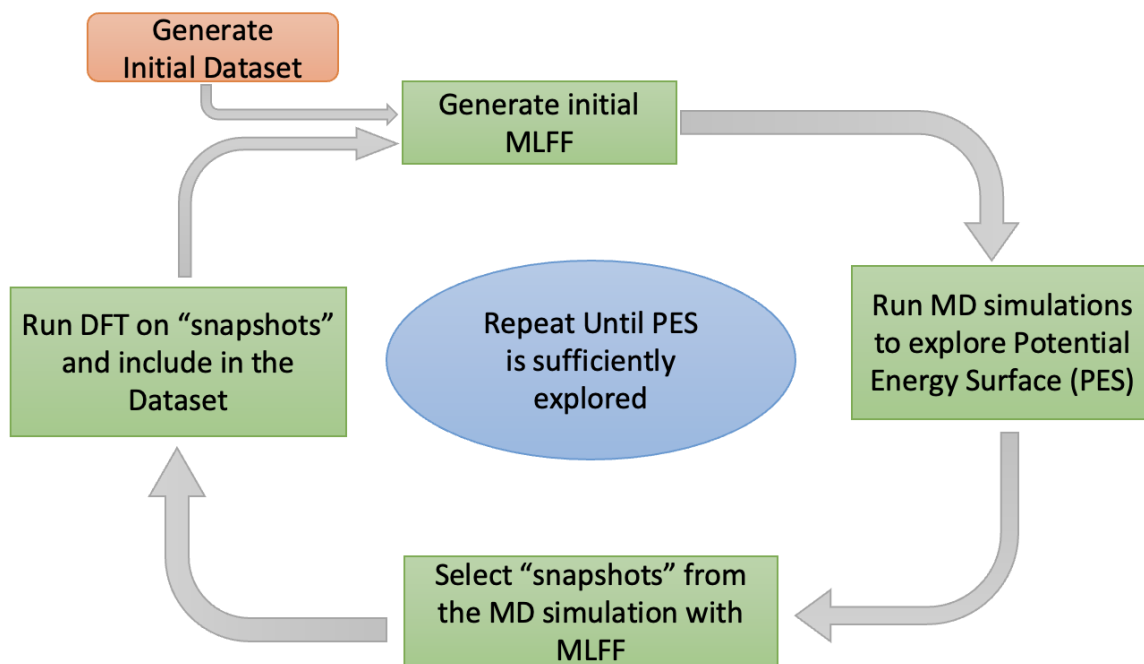 Generate
Initial Dataset
Generate initial
MLFF
Run MD simulations
to explore Potential
Energy Surface (PES)
Select “snapshots” from
the MD simulation with
MLFF
Run DFT on “snapshots”
and include in the
Dataset
Repeat Until PES
is sufficiently
explored